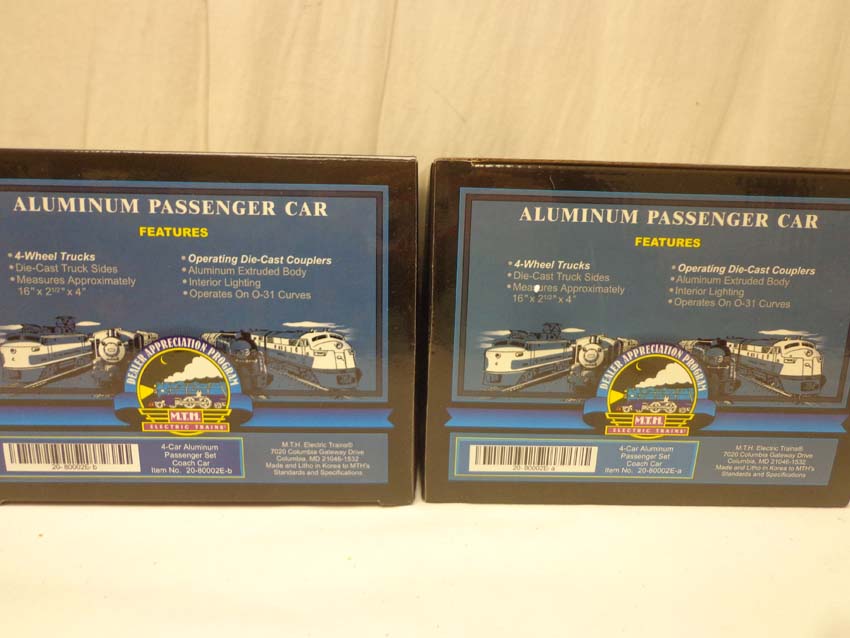 ALUMINUM PASSENGER CAR
FEATURES
• 4-Wheel Trucks
• Die-Cast Truck Sides
• Measures Approximately
16" x 2 1/2" x 4"
• Operating Die-Cast Couplers
• Aluminum Extruded Body
• Interior Lighting
• Operates On O-31 Curves
DEALER APPRECIATION PROGRAM
M.T.H.
ELECTRIC TRAINS
20-80002E-b
4-Car Aluminum
Passenger Set
Coach Car
Item No. 20-80002E-b
M.T.H. Electric Trains®
7020 Columbia Gateway Drive
Columbia, MD 21046-1532
Made and Litho in Korea to MTH's
Standards and Specifications
ALUMINUM PASSENGER CAR
FEATURES
• 4-Wheel Trucks
• Die-Cast Truck Sides
• Measures Approximately
16" x 2 1/2" x 4"
• Operating Die-Cast Couplers
• Aluminum Extruded Body
• Interior Lighting
• Operates On O-31 Curves
DEALER APPRECIATION PROGRAM
M.T.H.
ELECTRIC TRAINS
20-80002E-a
4-Car Aluminum
Passenger Set
Coach Car
Item No. 20-80002E-a
M.T.H. Electric Trains®
7020 Columbia Gateway Drive
Columbia, MD 21046-1532
Made and Litho in Korea to MTH's
Standards and Specifications